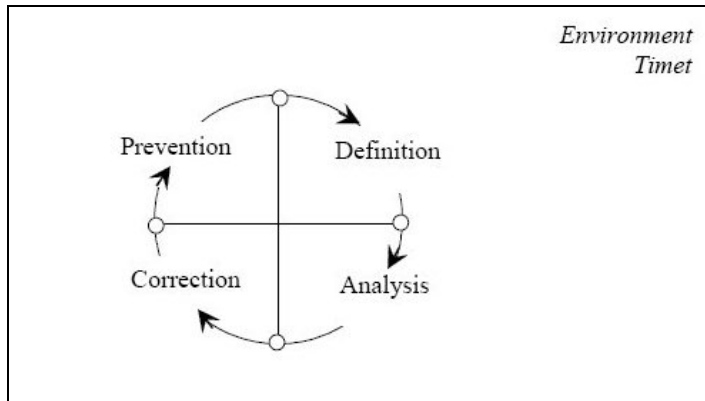 Environment
Timet
Prevention
Definition
Correction
Analysis